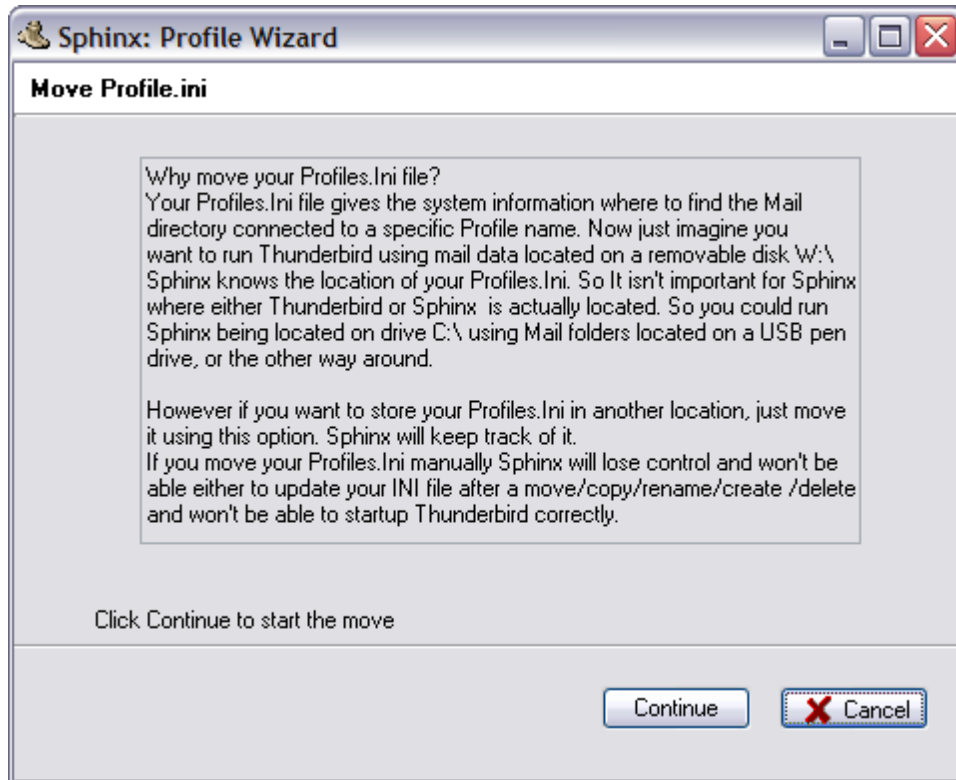 Sphinx: Profile Wizard
Move Profile.ini
Why move your Profiles.Ini file?
Your Profiles.Ini file gives the system information where to find the Mail
directory connected to a specific Profile name. Now just imagine you
want to run Thunderbird using mail data located on a removable disk W:\
Sphinx knows the location of your Profiles.Ini. So It isn't important for Sphinx
where either Thunderbird or Sphinx  is actually located. So you could run
Sphinx being located on drive C:\ using Mail folders located on a USB pen
drive, or the other way around.
However if you want to store your Profiles.Ini in another location, just move
it using this option. Sphinx will keep track of it.
If you move your Profiles.Ini manually Sphinx will lose control and won't be
able either to update your INI file after a move/copy/rename/create /delete
and won't be able to startup Thunderbird correctly.
Click Continue to start the move
Continue
Cancel